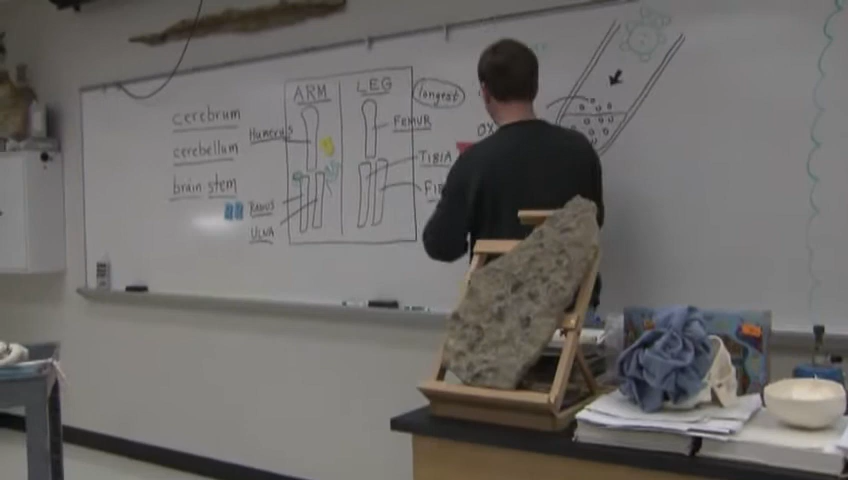 cerebrum
cerebellum
brain stem
ARM
Humerus
RADIUS
ULNA
LEG
longest
FEMUR
TIBIA